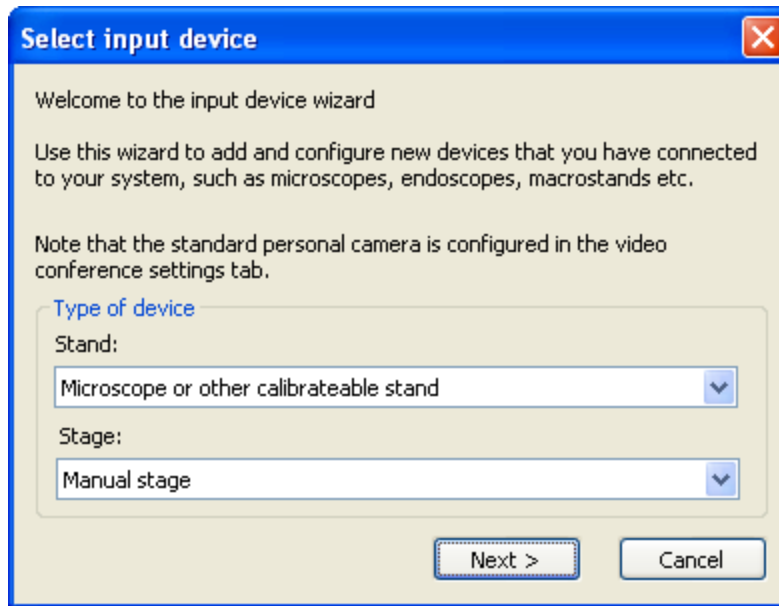 Select input device
Welcome to the input device wizard
Use this wizard to add and configure new devices that you have connected
to your system, such as microscopes, endoscopes, macrostands etc.
Note that the standard personal camera is configured in the video
conference settings tab.
Type of device
Stand:
Microscope or other calibrateable stand
Stage:
Manual stage
Next >
Cancel